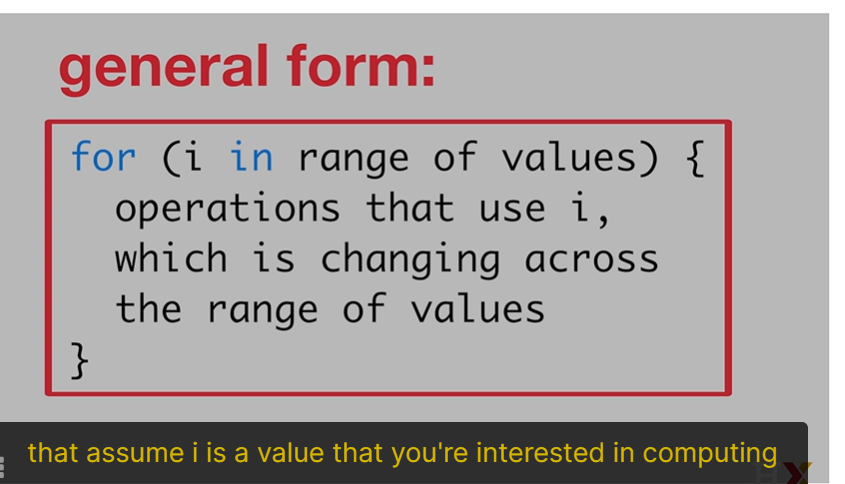 general form:
for (i in range of values) {
operations that use i,
which is changing across
the range of values
}
that assume i is a value that you're interested in computing